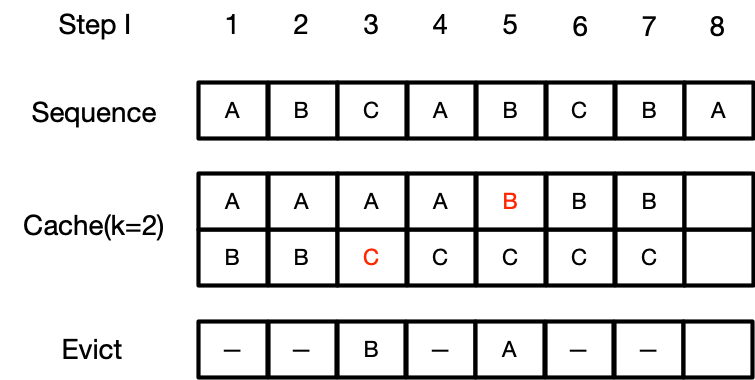 Step I 1 2 3 4 5 6 7 8
Sequence A B C A B C B A
A A A A B B B
Cache(k=2)
B B C C C C C
Evict — — B — A — —